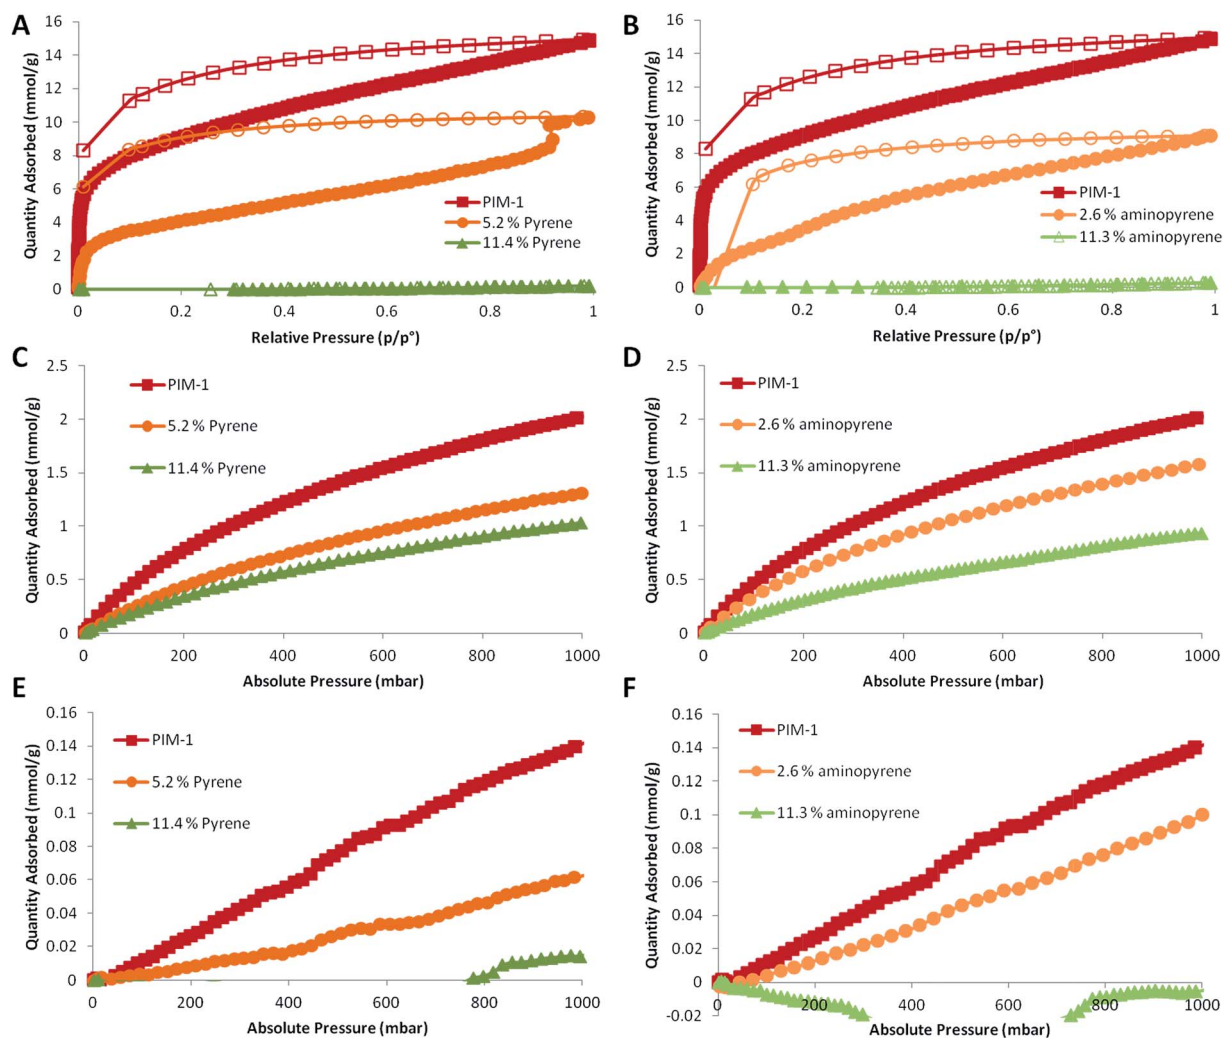 A
16
14
12
10
8
6
4
2
0
Quantity Adsorbed (mmol/g)
PIM-1
5.2 % Pyrene
11.4 % Pyrene
0
0.2
0.4
0.6
0.8
1
Relative Pressure (p/p°)
B
16
14
12
10
8
6
4
2
0
Quantity Adsorbed (mmol/g)
PIM-1
2.6 % aminopyrene
11.3 % aminopyrene
0
0.2
0.4
0.6
0.8
1
Relative Pressure (p/p°)
C
2.5
2
1.5
1
0.5
0
Quantity Adsorbed (mmol/g)
PIM-1
5.2 % Pyrene
11.4 % Pyrene
0
200
400
600
800
1000
Absolute Pressure (mbar)
D
2.5
2
1.5
1
0.5
0
Quantity Adsorbed (mmol/g)
PIM-1
2.6 % aminopyrene
11.3 % aminopyrene
0
200
400
600
800
1000
Absolute Pressure (mbar)
E
0.16
0.14
0.12
0.1
0.08
0.06
0.04
0.02
0
Quantity Adsorbed (mmol/g)
PIM-1
5.2 % Pyrene
11.4 % Pyrene
0
200
400
600
800
1000
Absolute Pressure (mbar)
F
0.16
0.14
0.12
0.1
0.08
0.06
0.04
0.02
0
-0.02
Quantity Adsorbed (mmol/g)
PIM-1
2.6 % aminopyrene
11.3 % aminopyrene
0
200
400
600
800
1000
Absolute Pressure (mbar)